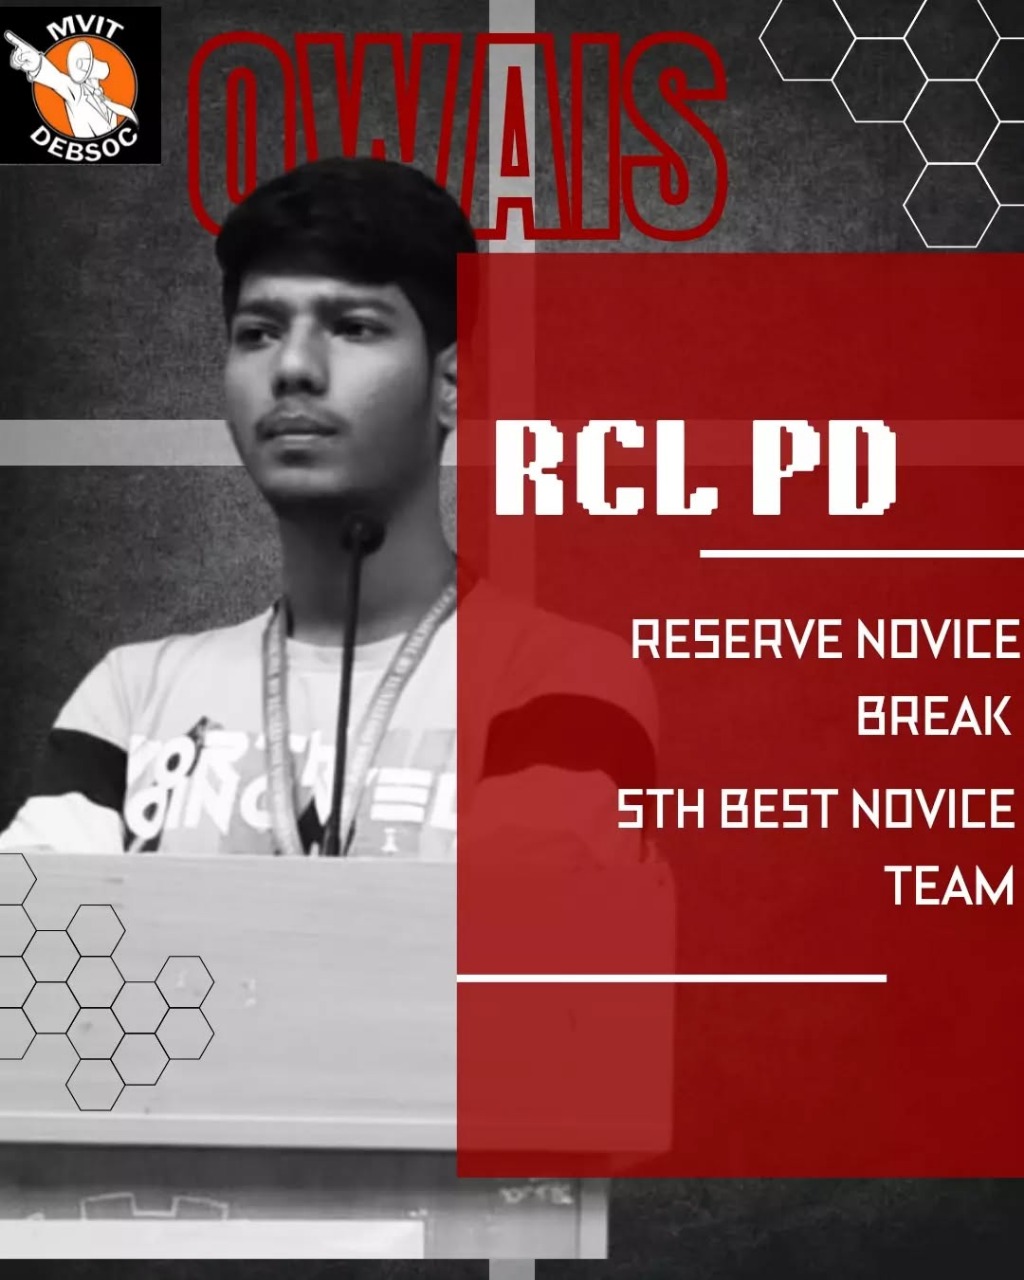 MVIT
DEBSOC
OWAIS
RCL PD
RESERVE NOVICE
BREAK
5TH BEST NOVICE
TEAM